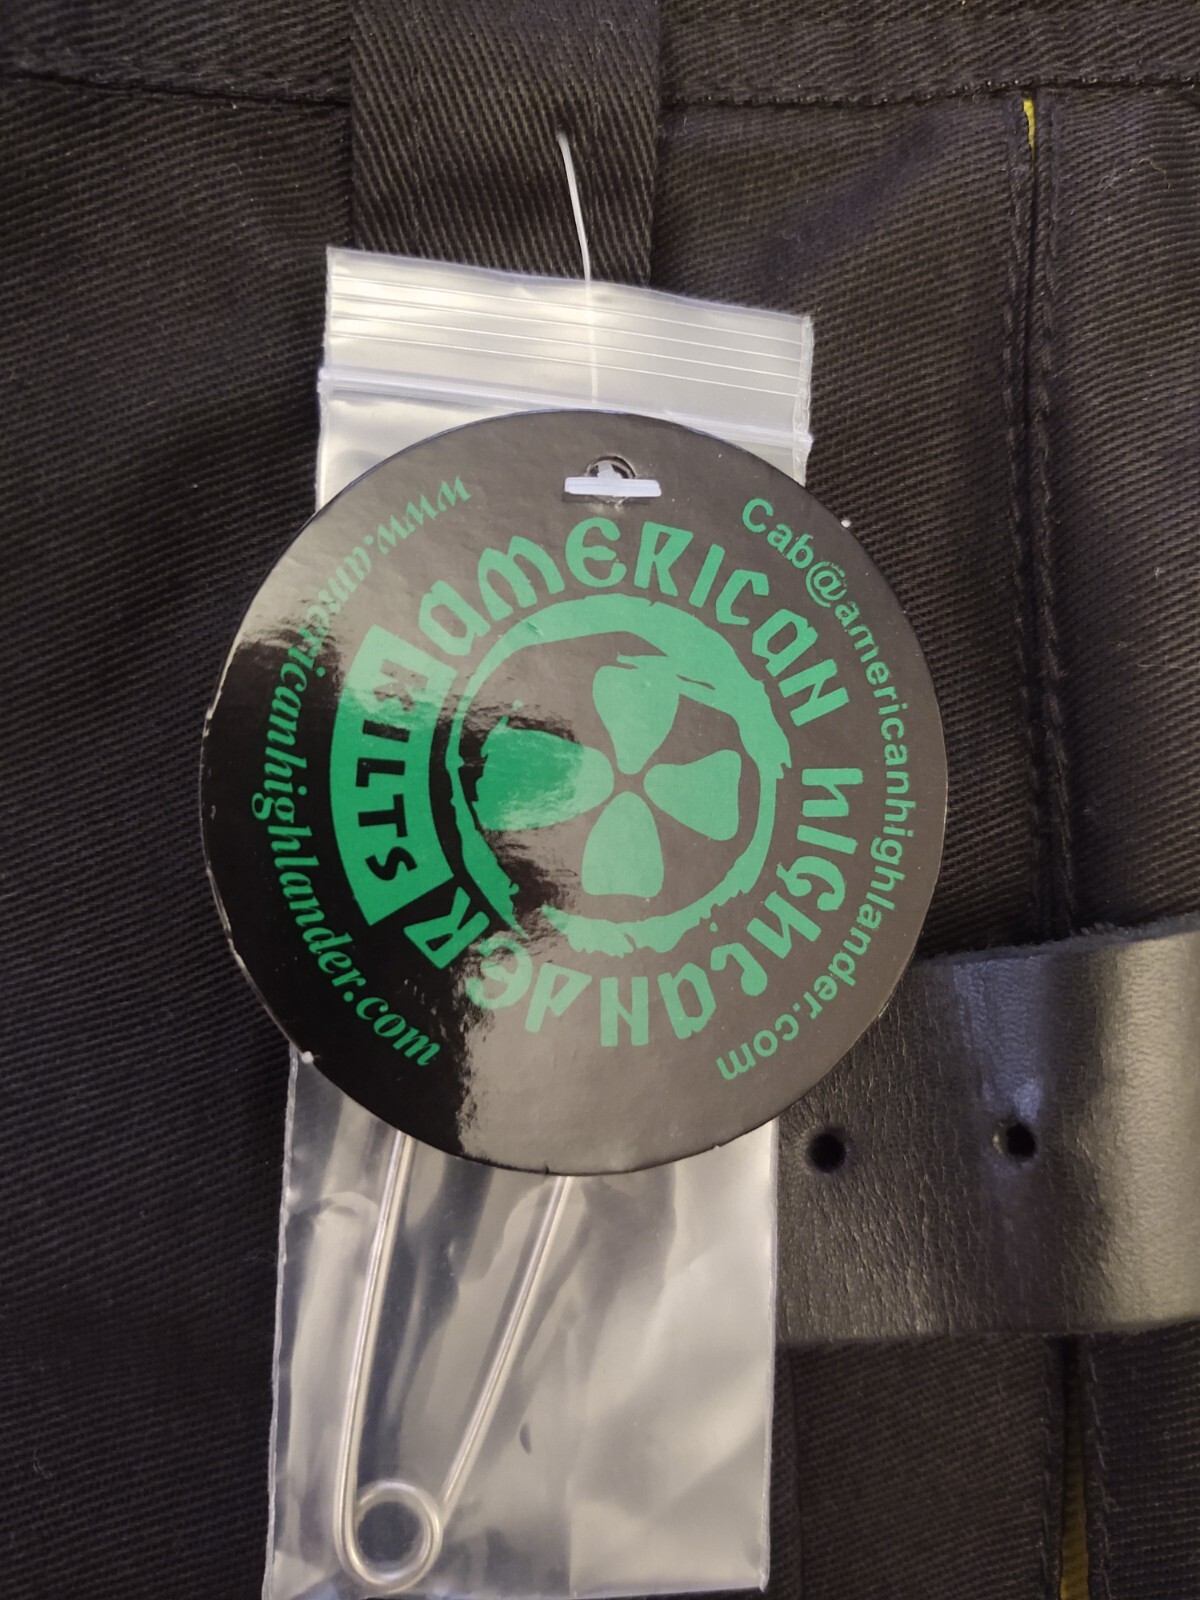 AMERICAN HIGHLANDER
KILTS
www.americanhighlander.com
Cab@americanhighlander.com